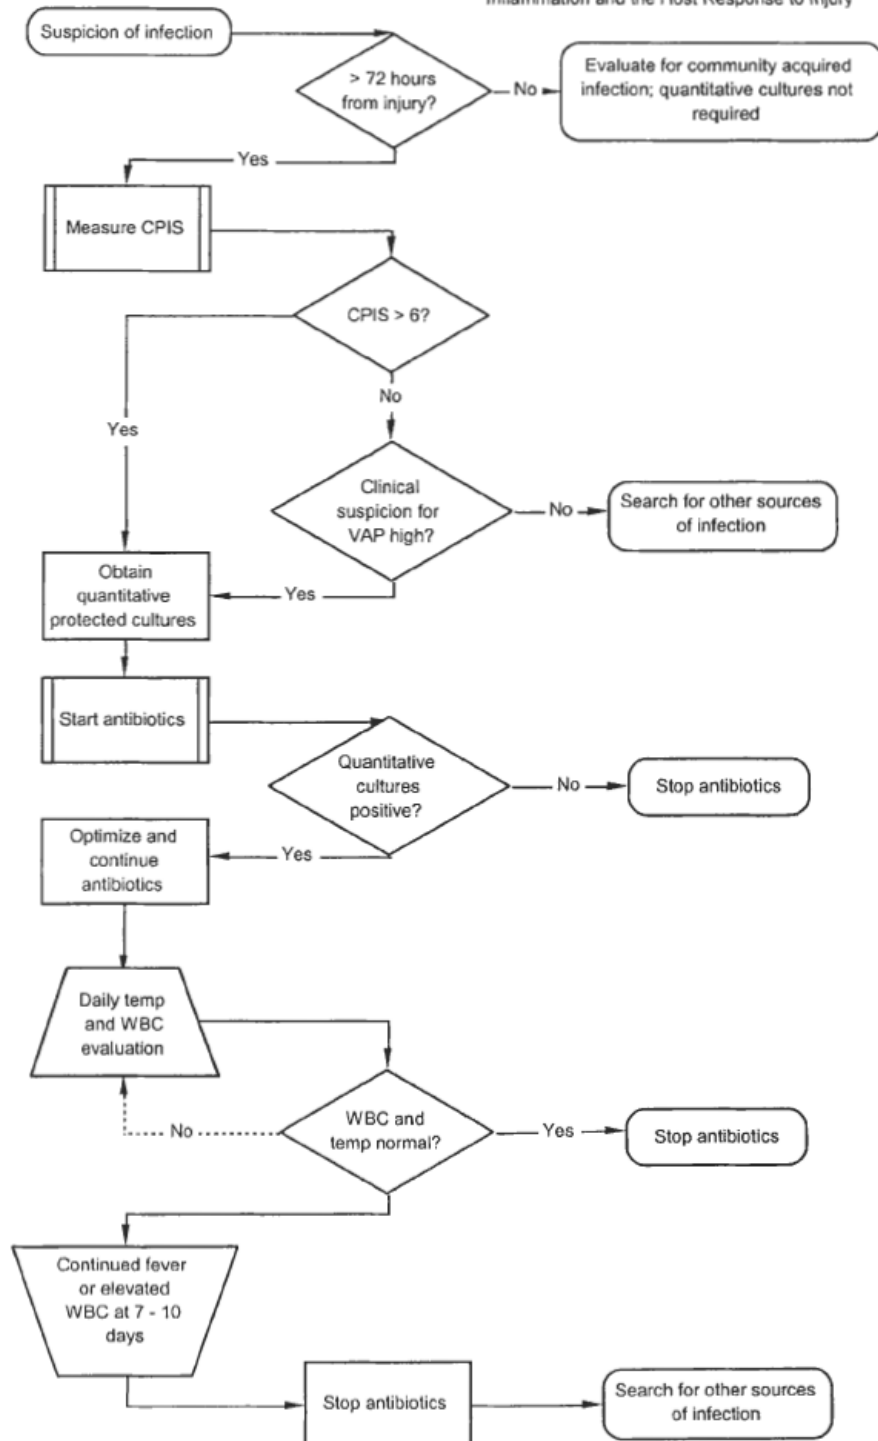 Inflammation and the Host Response to Injury
Suspicion of infection
> 72 hours
from injury?
No
Evaluate for community acquired
infection; quantitative cultures not
required
Yes
Measure CPIS
CPIS > 6?
No
Yes
Clinical
suspicion for
VAP high?
No
Search for other sources
of infection
Obtain
quantitative
protected cultures
Yes
Start antibiotics
Quantitative
cultures
positive?
No
Stop antibiotics
Optimize and
continue
antibiotics
Yes
Daily temp
and WBC
evaluation
No
WBC and
temp normal?
Yes
Stop antibiotics
Continued fever
or elevated
WBC at 7 - 10
days
Stop antibiotics
Search for other sources
of infection